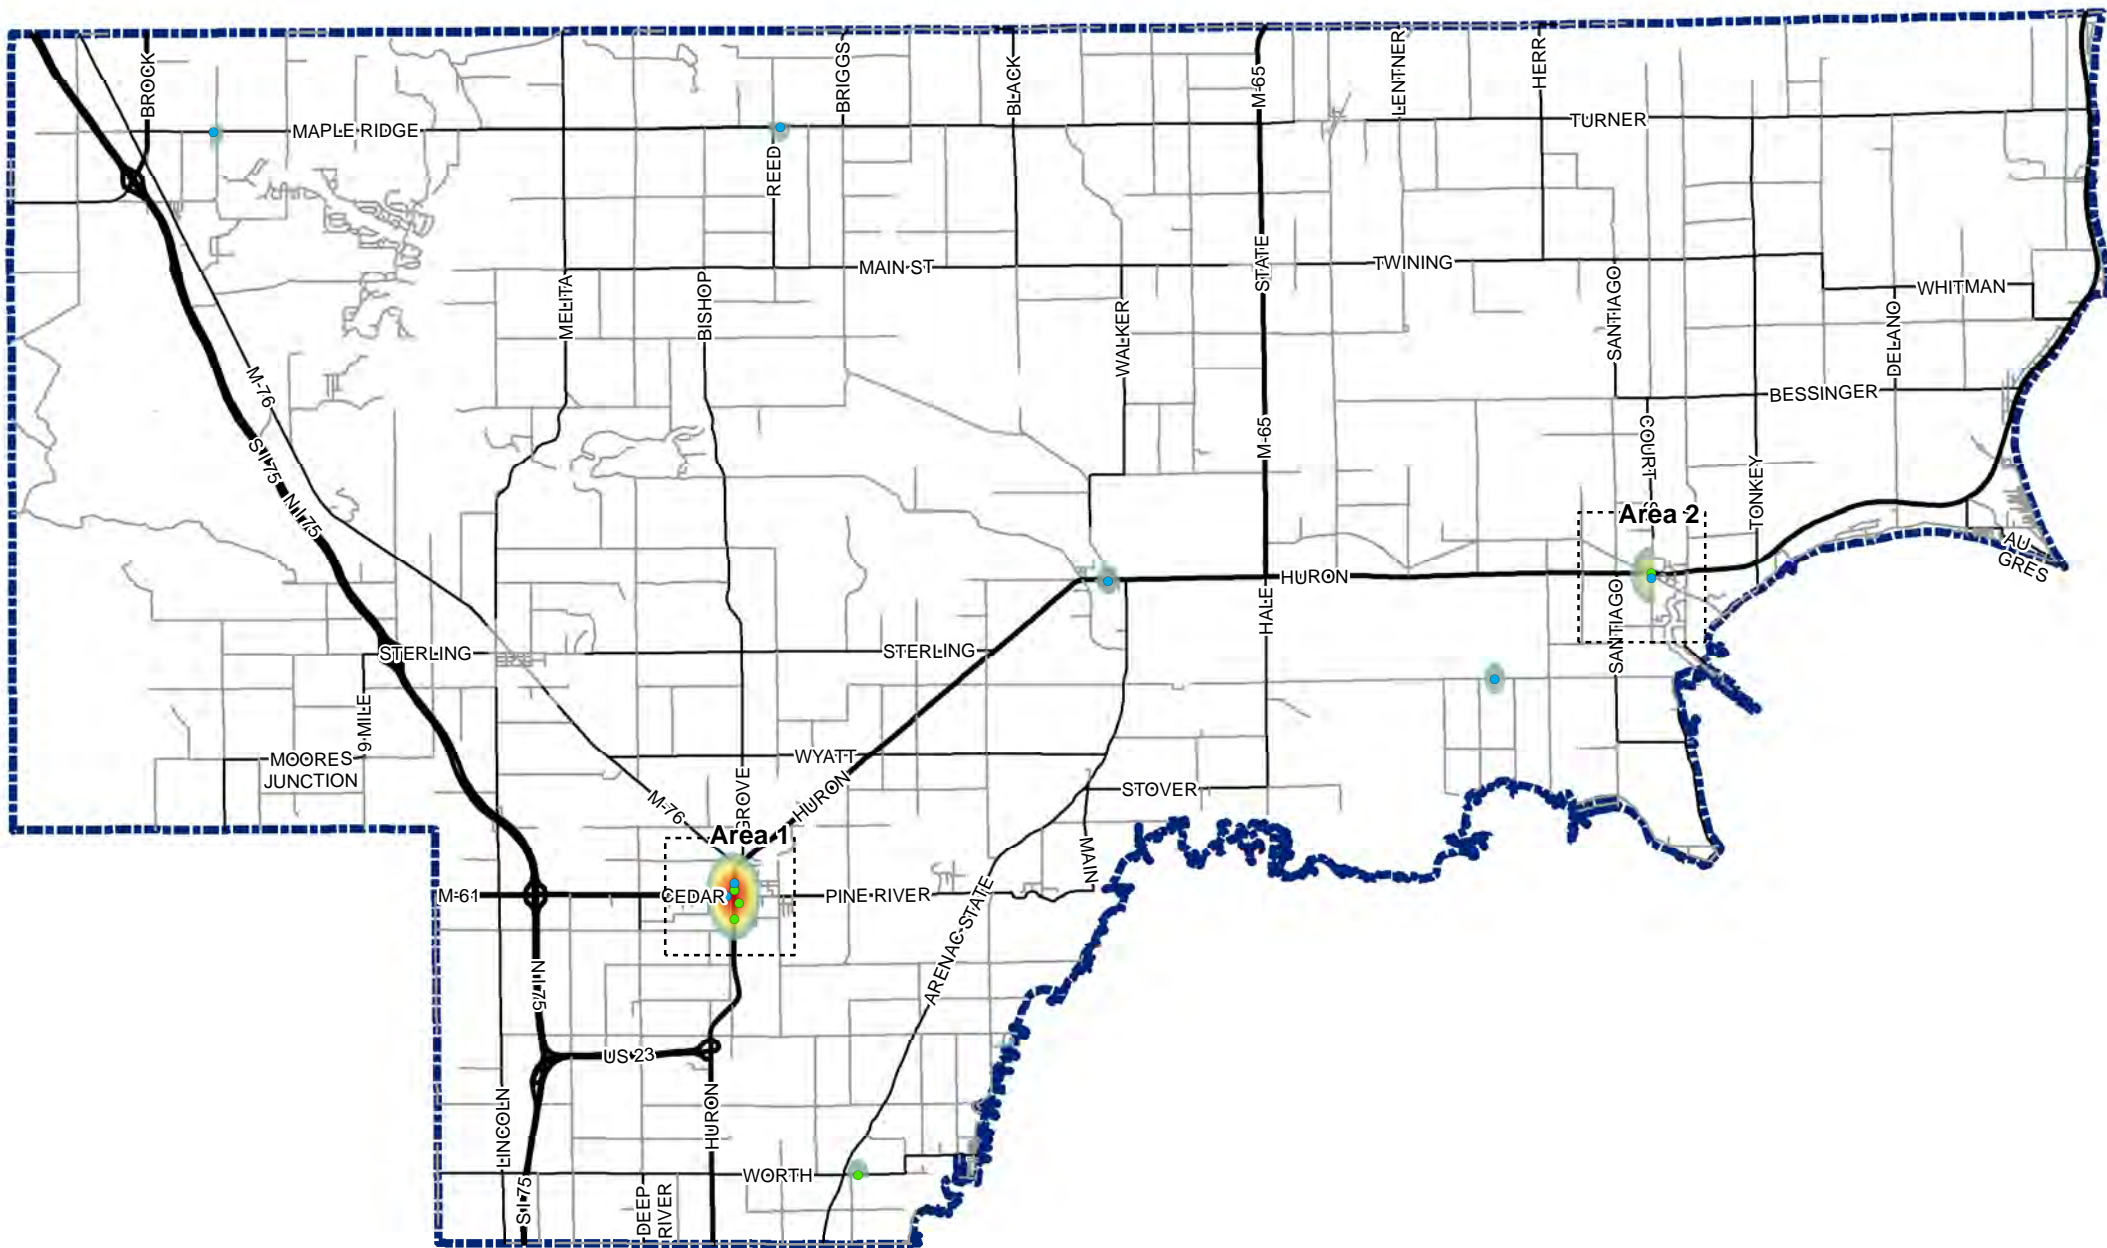 BROCK
BRIGGS
BLACK
M-65
LENTNER
HERR
MAPLE RIDGE
TURNER
REED
MELITA
BISHOP
MAIN ST
WALKER
STATE
TWINING
SANTIAGO
WHITMAN
DELANO
M-76
BESSINGER
S I 75
N I 75
M-65
COURT
TONKEY
Area 2
AU
GRES
HURON
HALE
SANTIAGO
STERLING
STERLING
9 MILE
MOORES
JUNCTION
WYATT
HURON
STOVER
M-76
GROVE
Area 1
MAIN
M-61
CEDAR
PINE RIVER
ARENAC STATE
N I 75
US 23
LINCOLN
HURON
WORTH
S I 75
DEEP
RIVER